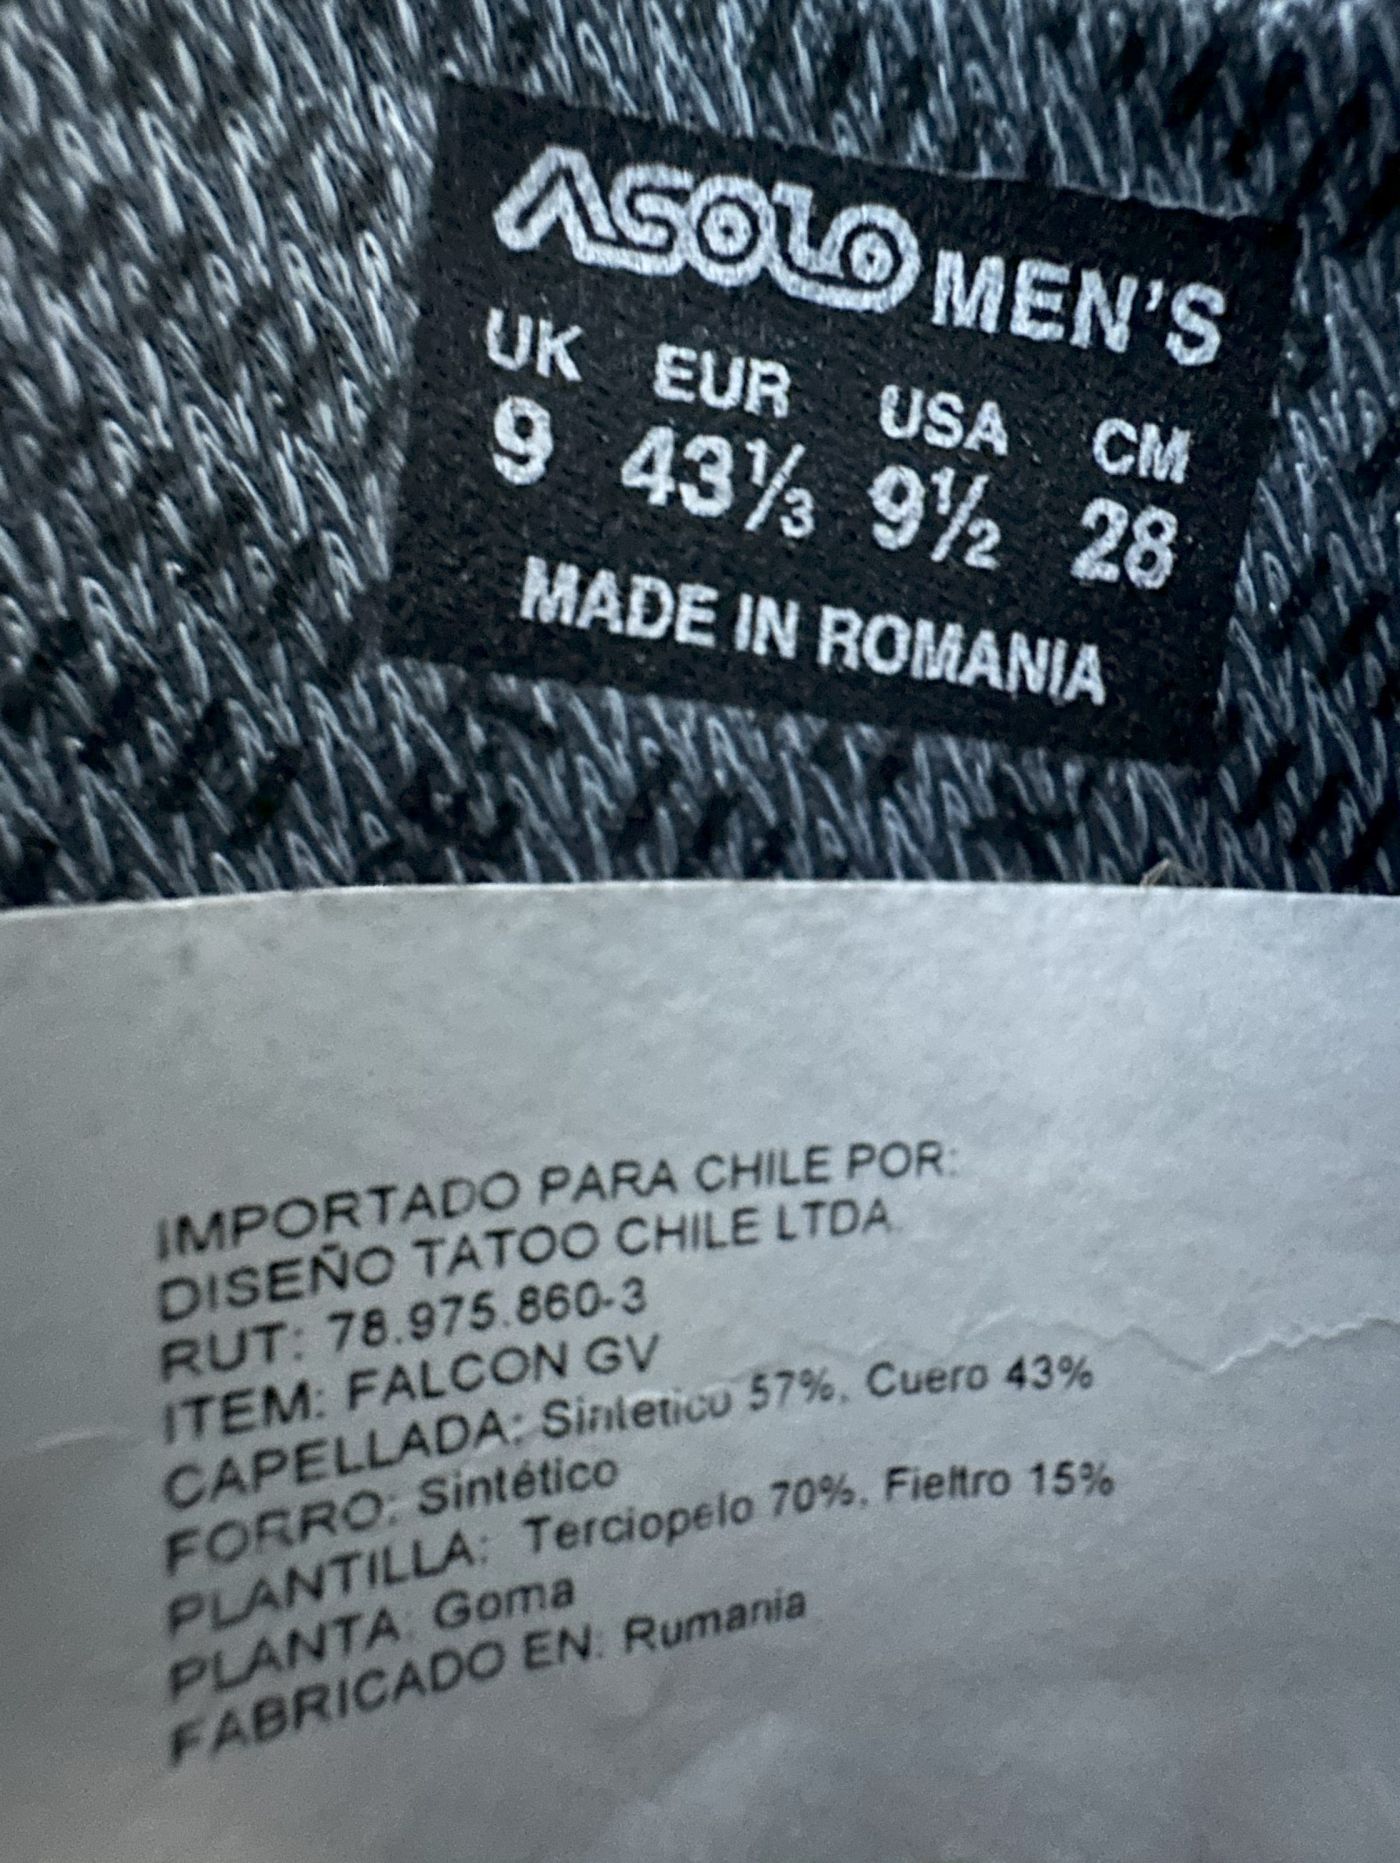 ASOLO MEN'S
UK EUR USA CM
9 43⅓ 9½ 28
MADE IN ROMANIA
IMPORTADO PARA CHILE POR:
DISEÑO TATOO CHILE LTDA.
RUT: 78.975.860-3
ITEM: FALCON GV
CAPELLADA: Sintetico 57%, Cuero 43%
FORRO: Sintético
PLANTILLA: Terciopelo 70%, Fieltro 15%
PLANTA: Goma
FABRICADO EN: Rumania